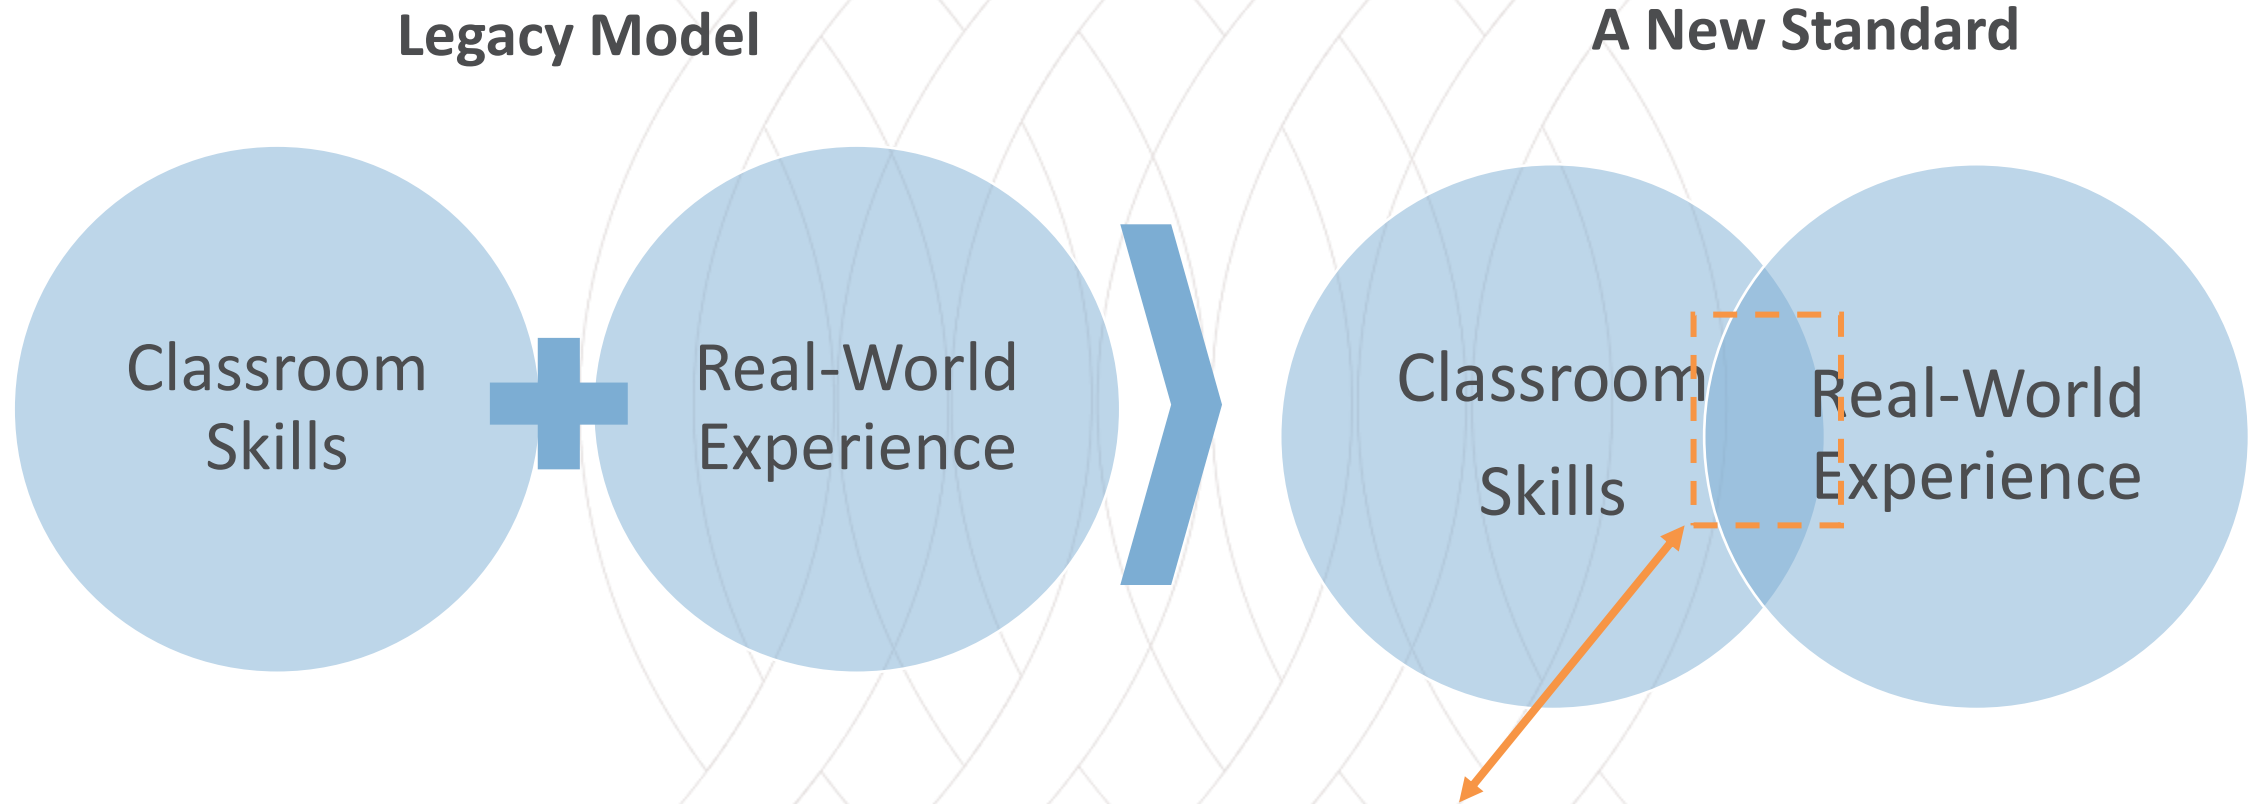 Legacy Model
A New Standard
Classroom
Skills
Real-World
Experience
Classroom
Skills
Real-World
Experience